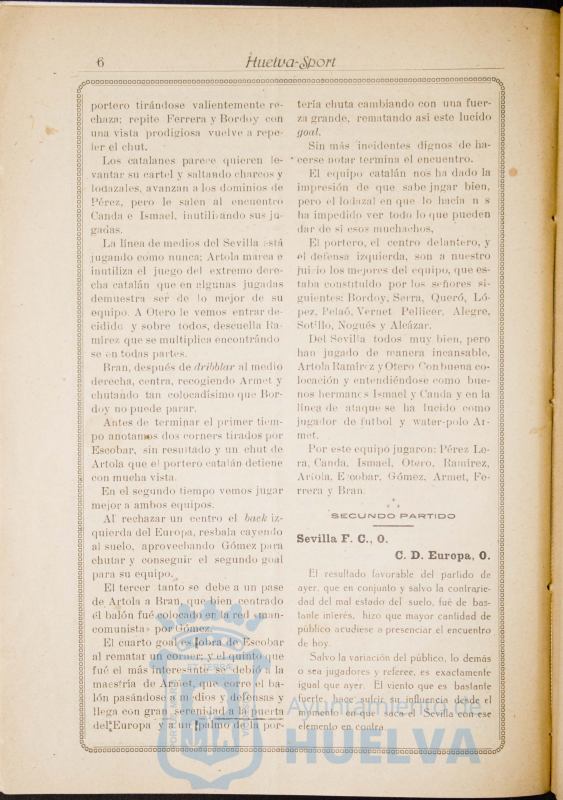 6
Huelva-Sport
portero tirándose valientemente re-
chaza; repite Ferrera y Bordoy con
una vista prodigiosa vuelve a repe-
ler el chut.
Los catalanes parece quieren le-
vantar su cartel y saltando charcos y
lodazales, avanzan a los dominios de
Pérez, pero le salen al encuentro
Canda e Ismael, inutilizando sus ju-
gadas.
La línea de medios del Sevilla está
jugando como nunca; Artola marca e
inutiliza el juego del extremo dere-
cha catalán que en algunas jugadas
demuestra ser de lo mejor de su
equipo. A Otero le vemos entrar de-
cidido y sobre todos, descuella Ra-
mírez que se multiplica encontrándo-
se en todas partes.
Bran, después de dribblar al medio
derecha, centra, recogiendo Armet y
chutando tan colocadísimo que Bor-
doy no puede parar.
Antes de terminar el primer tiem-
po anotamos dos corners tirados por
Escobar, sin resultado y un chut de
Artola que el portero catalán detiene
con mucha vista.
En el segundo tiempo vemos jugar
mejor a ambos equipos.
Al rechazar un centro el back iz-
quierda del Europa, resbala cayendo
al suelo, aprovechando Gómez para
chutar y conseguir el segundo goal
para su equipo.
El tercer tanto se debe a un pase
de Artola a Bran, que bien centrado
el balón fué colocado en la red «man-
comunista» por Gómez.
El cuarto goal es lobra de Escobar
al rematar un corner; y el quinto que
fué el más interesante se debió a la
maestría de Armet, que corre el ba-
lón pasándose a medios y defensas y
llega con gran serenidad a la puerta
del Europa y a un palmo de la por-
tería chuta cambiando con una fuer-
za grande, rematando asi este lucido
goal.
Sin más incidentes dignos de ha-
cerse notar termina el encuentro.
El equipo catalán nos ha dado la
impresión de que sabe jugar bien,
pero el lodazal en que lo hacía n s
ha impedido ver todo lo que pueden
dar de si esos muchachos,
El portero, el centro delantero, y
el defensa izquierda, son a nuestro
juicio los mejores del equipo, que es-
taba constituído por los señores si-
guientes: Bordoy, Serra, Queró, Ló-
pez, Pelaó, Vernet Pellicer, Alegre,
Sotillo, Nogués y Alcázar.
Del Sevilla todos muy bien, pero
han jugado de manera incansable,
Artola Ramírez y Otero Con buena co-
locación y entendiéndose como bue-
nos hermanos Ismael y Canda y en la
línea de ataque se ha lucido como
jugador de futbol y water-polo Ar-
met.
Por este equipo jugaron: Pérez Le-
ra, Canda, Ismael, Otero, Ramírez,
Artola, Escobar, Gómez, Armet, Fe-
rrera y Bran.
SECUNDO PARTIDO
Sevilla F. C., 0.
C. D. Europa, 0.
El resultado favorable del partido de
ayer, que en conjunto y salvo la contrarie-
dad del mal estado del suelo, fué de bas-
tante interés, hizo que mayor cantidad de
público acudiese a presenciar el encuentro
de hoy.
Salvo la variación del público, lo demás
o sea jugadores y referee, es exactamente
igual que ayer. El viento que es bastante
fuerte, hace sufrir su influencia desde el
momento en que saca el Sevilla con ese
elemento en contra
Ayuntamiento de
HUELVA